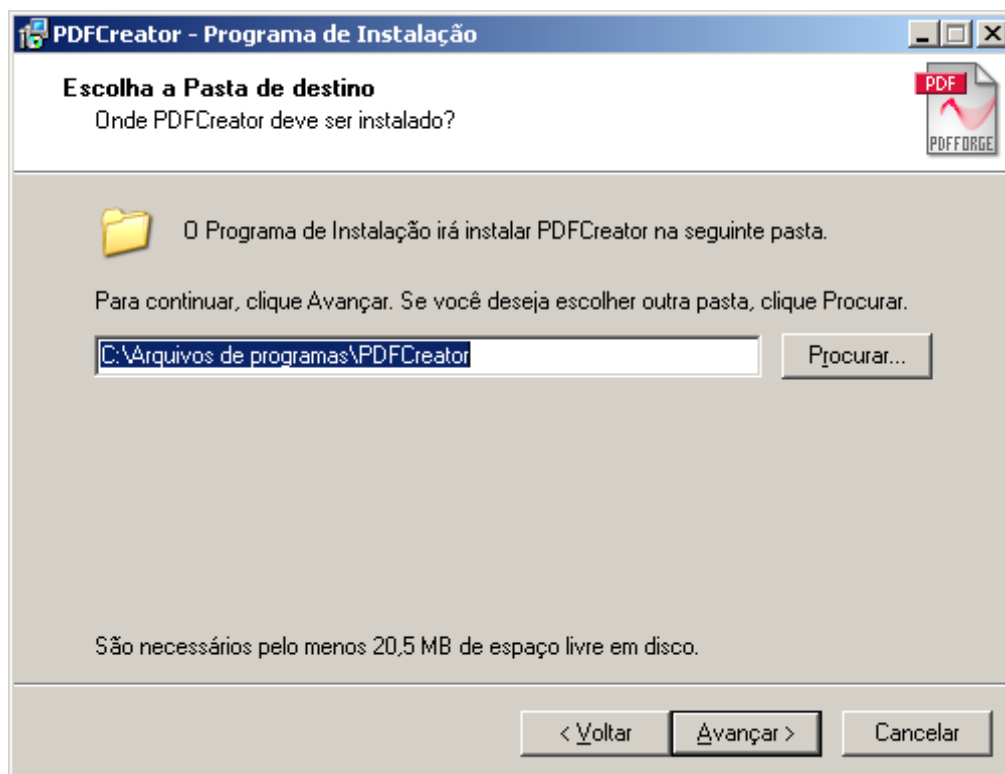 PDFCreator - Programa de Instalação
Escolha a Pasta de destino
Onde PDFCreator deve ser instalado?
PDF
PDFFORGE
O Programa de Instalação irá instalar PDFCreator na seguinte pasta.
Para continuar, clique Avançar. Se você deseja escolher outra pasta, clique Procurar.
C:\Arquivos de programas\PDFCreator
Procurar...
São necessários pelo menos 20,5 MB de espaço livre em disco.
< Voltar
Avançar >
Cancelar